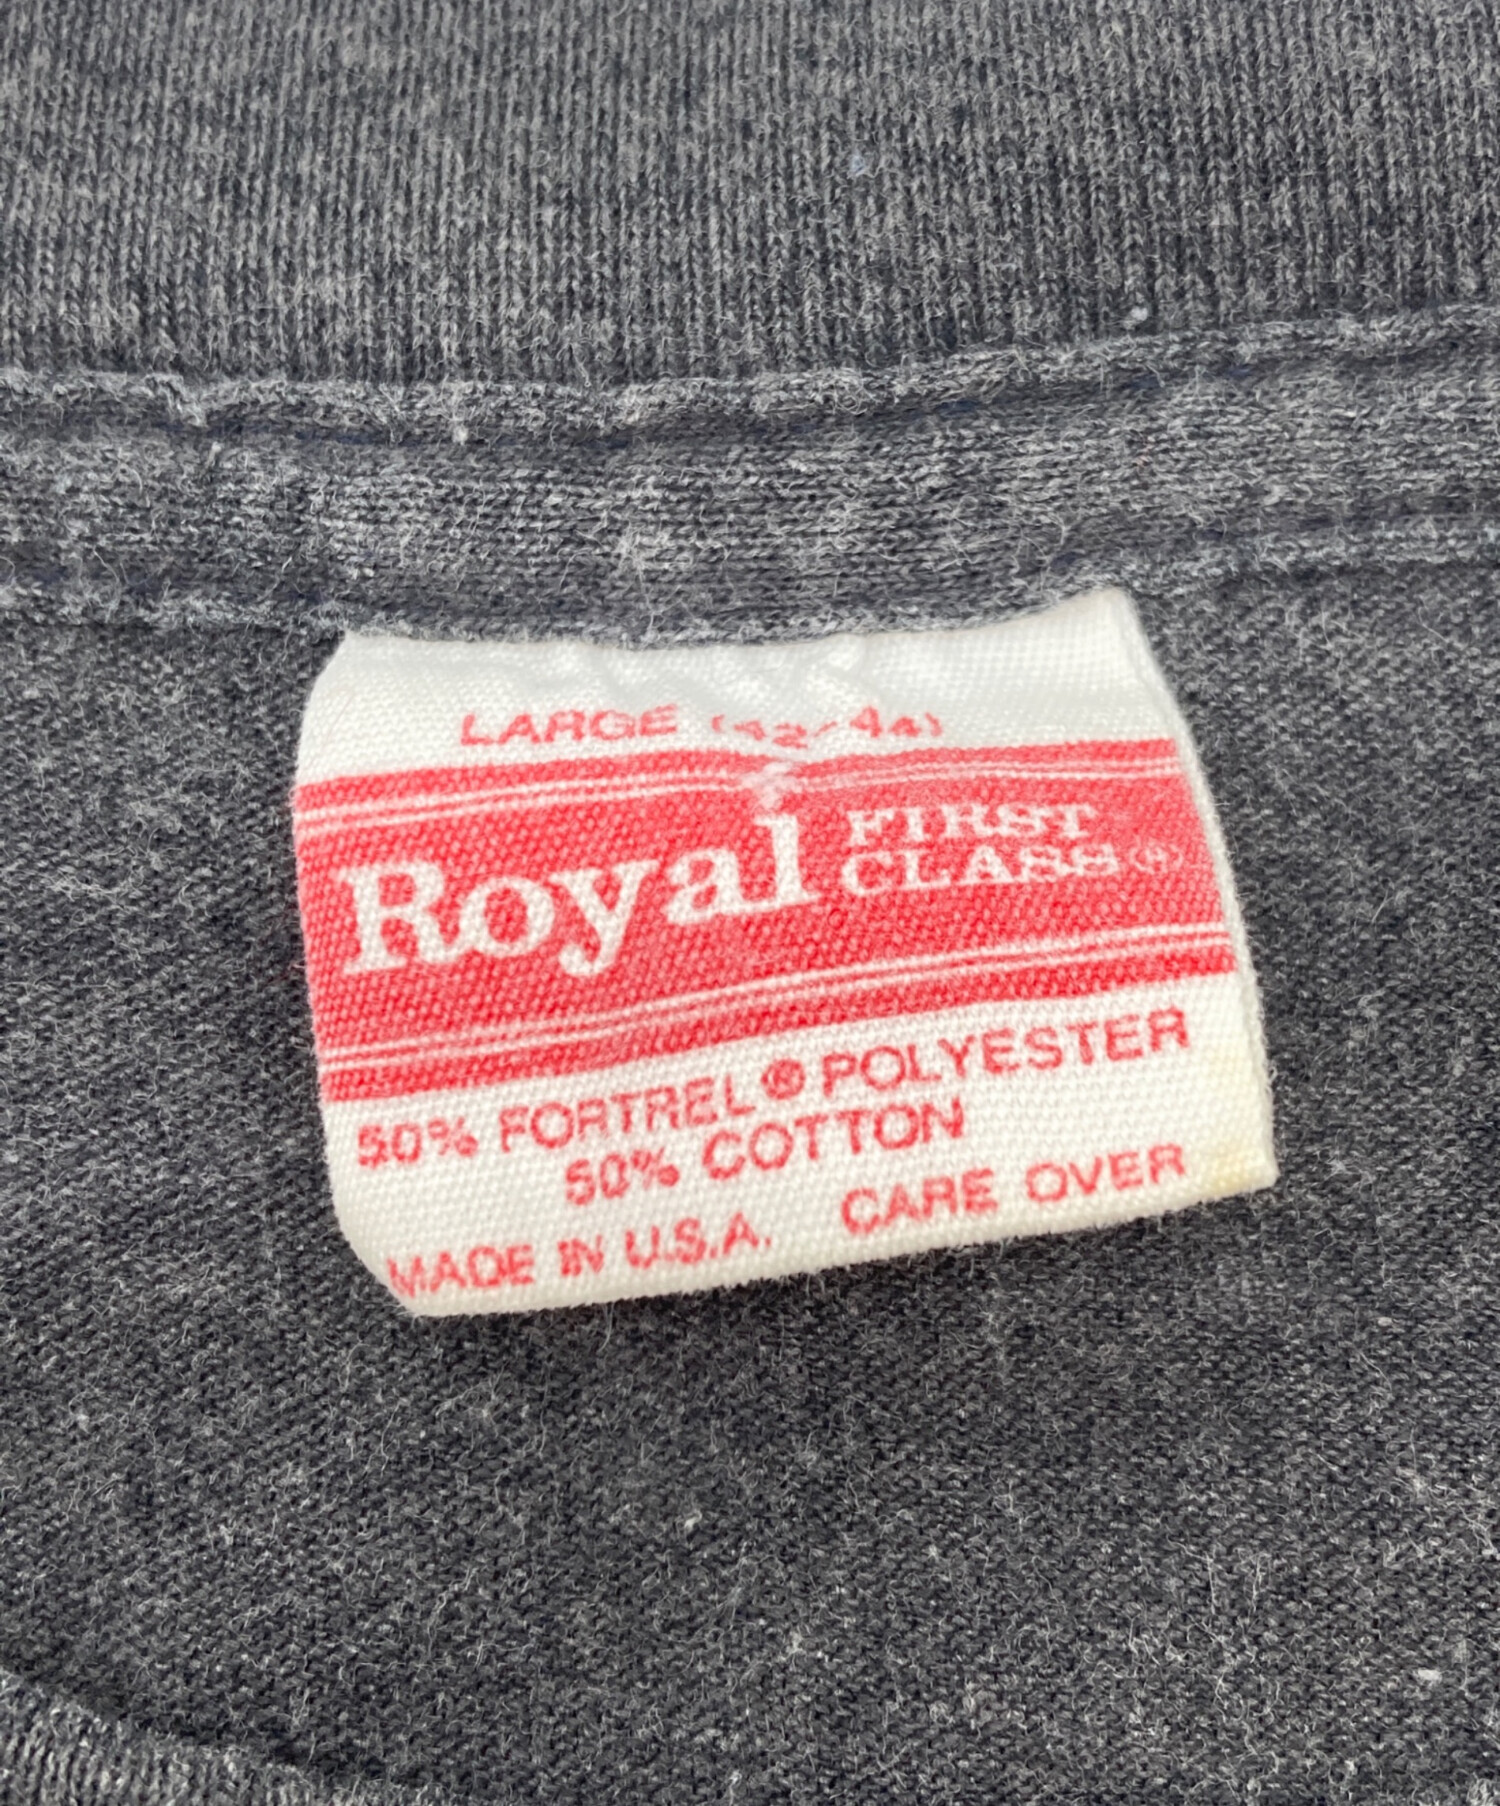 LARGE (42-44)
Royal FIRST CLASS®
50% FORTREL® POLYESTER
50% COTTON
MADE IN U.S.A. CARE OVER